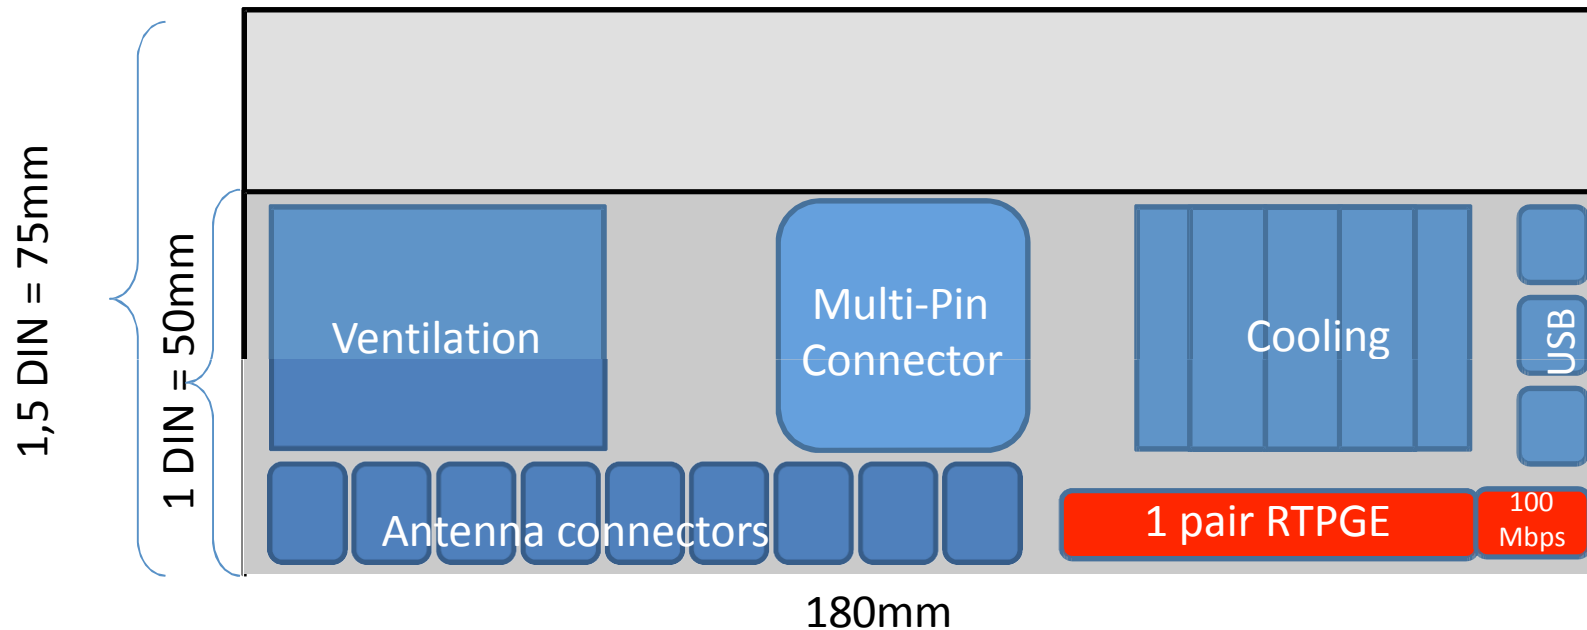 1,5 DIN = 75mm
1 DIN = 50mm
Ventilation
Multi-Pin
Connector
Cooling
USB
Antenna connectors
1 pair RTPGE
100
Mbps
180mm